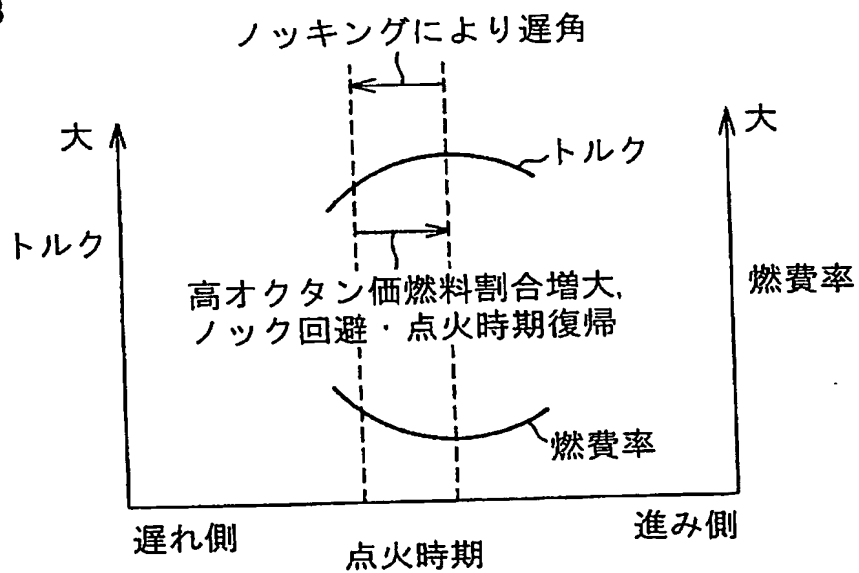 ノッキングにより遅角
大
大
トルク
トルク
高オクタン価燃料割合増大,
ノック回避・点火時期復帰
燃費率
燃費率
遅れ側
点火時期
進み側